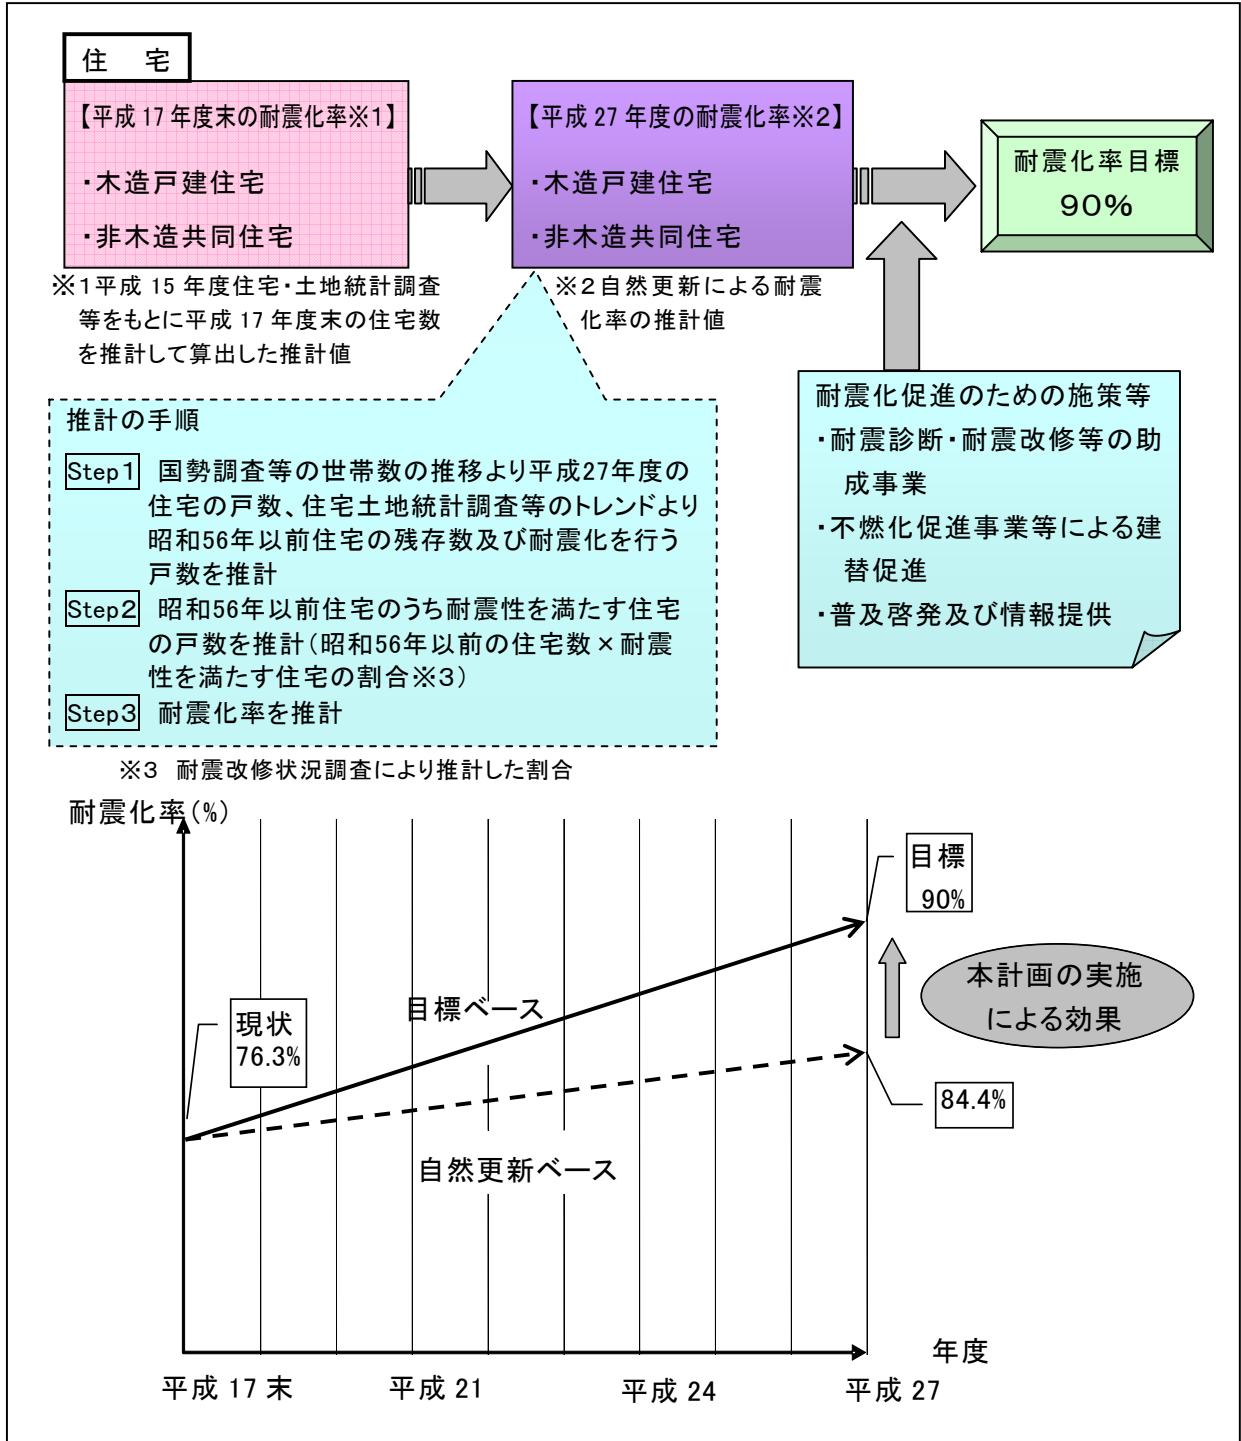 住　宅
【平成 17 年度末の耐震化率※1】
・木造戸建住宅
・非木造共同住宅
【平成 27 年度の耐震化率※2】
・木造戸建住宅
・非木造共同住宅
耐震化率目標
90%
※1平成 15 年度住宅・土地統計調査
等をもとに平成 17 年度末の住宅数
を推計して算出した推計値
※2自然更新による耐震
化率の推計値
推計の手順
Step1 国勢調査等の世帯数の推移より平成27年度の
住宅の戸数、住宅土地統計調査等のトレンドより
昭和56年以前住宅の残存数及び耐震化を行う
戸数を推計
Step2 昭和56年以前住宅のうち耐震性を満たす住宅
の戸数を推計(昭和56年以前の住宅数×耐震
性を満たす住宅の割合※3)
Step3 耐震化率を推計
※3 耐震改修状況調査により推計した割合
耐震化促進のための施策等
・耐震診断・耐震改修等の助
成事業
・不燃化促進事業等による建
替促進
・普及啓発及び情報提供
耐震化率(%)
目標
90%
本計画の実施
による効果
目標ベース
現状
76.3%
84.4%
自然更新ベース
年度
平成 17 末
平成 21
平成 24
平成 27